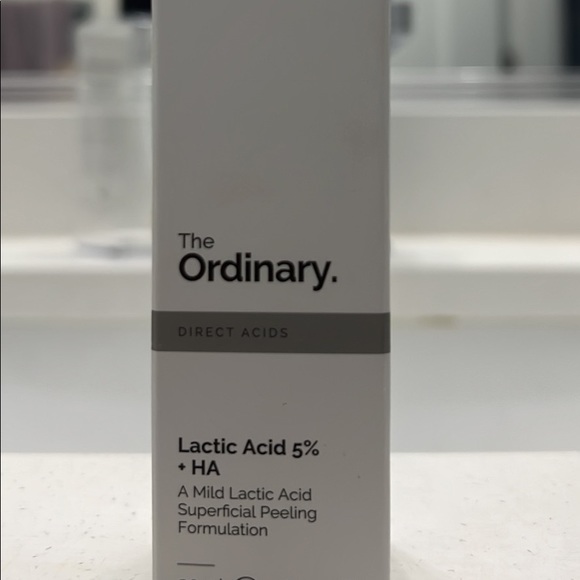 The
Ordinary.
DIRECT ACIDS
Lactic Acid 5%
+ HA
A Mild Lactic Acid
Superficial Peeling
Formulation